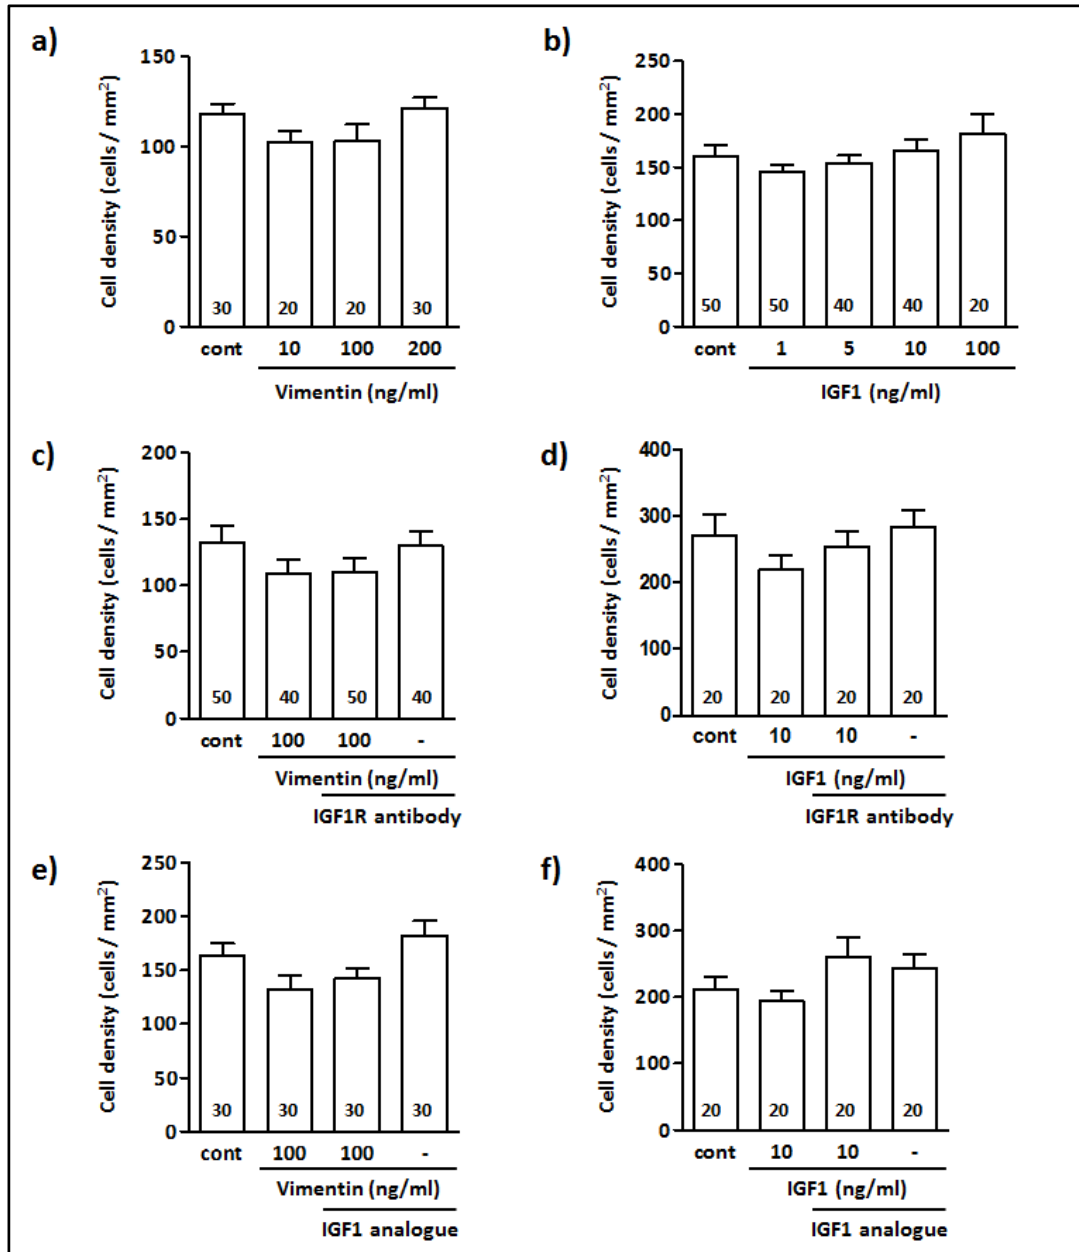 a)
Cell density (cells / mm²)
150
100
50
0
30 20 20 30
cont 10 100 200
Vimentin (ng/ml)
b)
Cell density (cells / mm²)
250
200
150
100
50
0
50 50 40 40 20
cont 1 5 10 100
IGF1 (ng/ml)
c)
Cell density (cells / mm²)
200
150
100
50
0
50 40 50 40
cont 100 100 -
Vimentin (ng/ml)
IGF1R antibody
d)
Cell density (cells / mm²)
400
300
200
100
0
20 20 20 20
cont 10 10 -
IGF1 (ng/ml)
IGF1R antibody
e)
Cell density (cells / mm²)
250
200
150
100
50
0
30 30 30 30
cont 100 100 -
Vimentin (ng/ml)
IGF1 analogue
f)
Cell density (cells / mm²)
400
300
200
100
0
20 20 20 20
cont 10 10 -
IGF1 (ng/ml)
IGF1 analogue